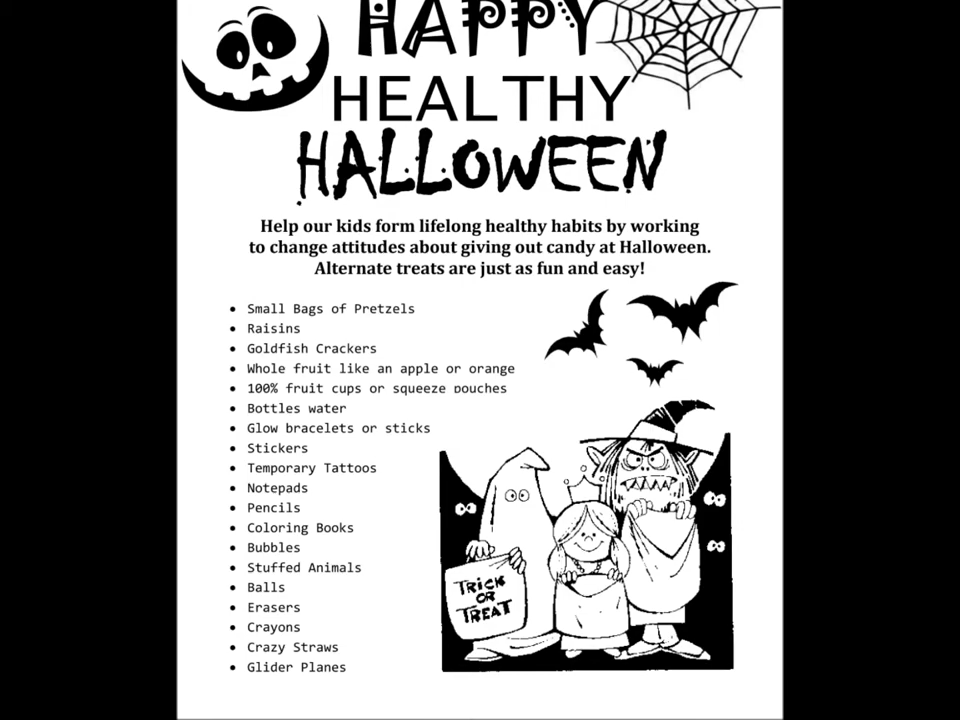 HAPPY
HEALTHY
HALLOWEEN
Help our kids form lifelong healthy habits by working
to change attitudes about giving out candy at Halloween.
Alternate treats are just as fun and easy!
• Small Bags of Pretzels
• Raisins
• Goldfish Crackers
• Whole fruit like an apple or orange
• 100% fruit cups or squeeze pouches
• Bottles water
• Glow bracelets or sticks
• Stickers
• Temporary Tattoos
• Notepads
• Pencils
• Coloring Books
• Bubbles
• Stuffed Animals
• Balls
• Erasers
• Crayons
• Crazy Straws
• Glider Planes
TRICK
OR
TREAT